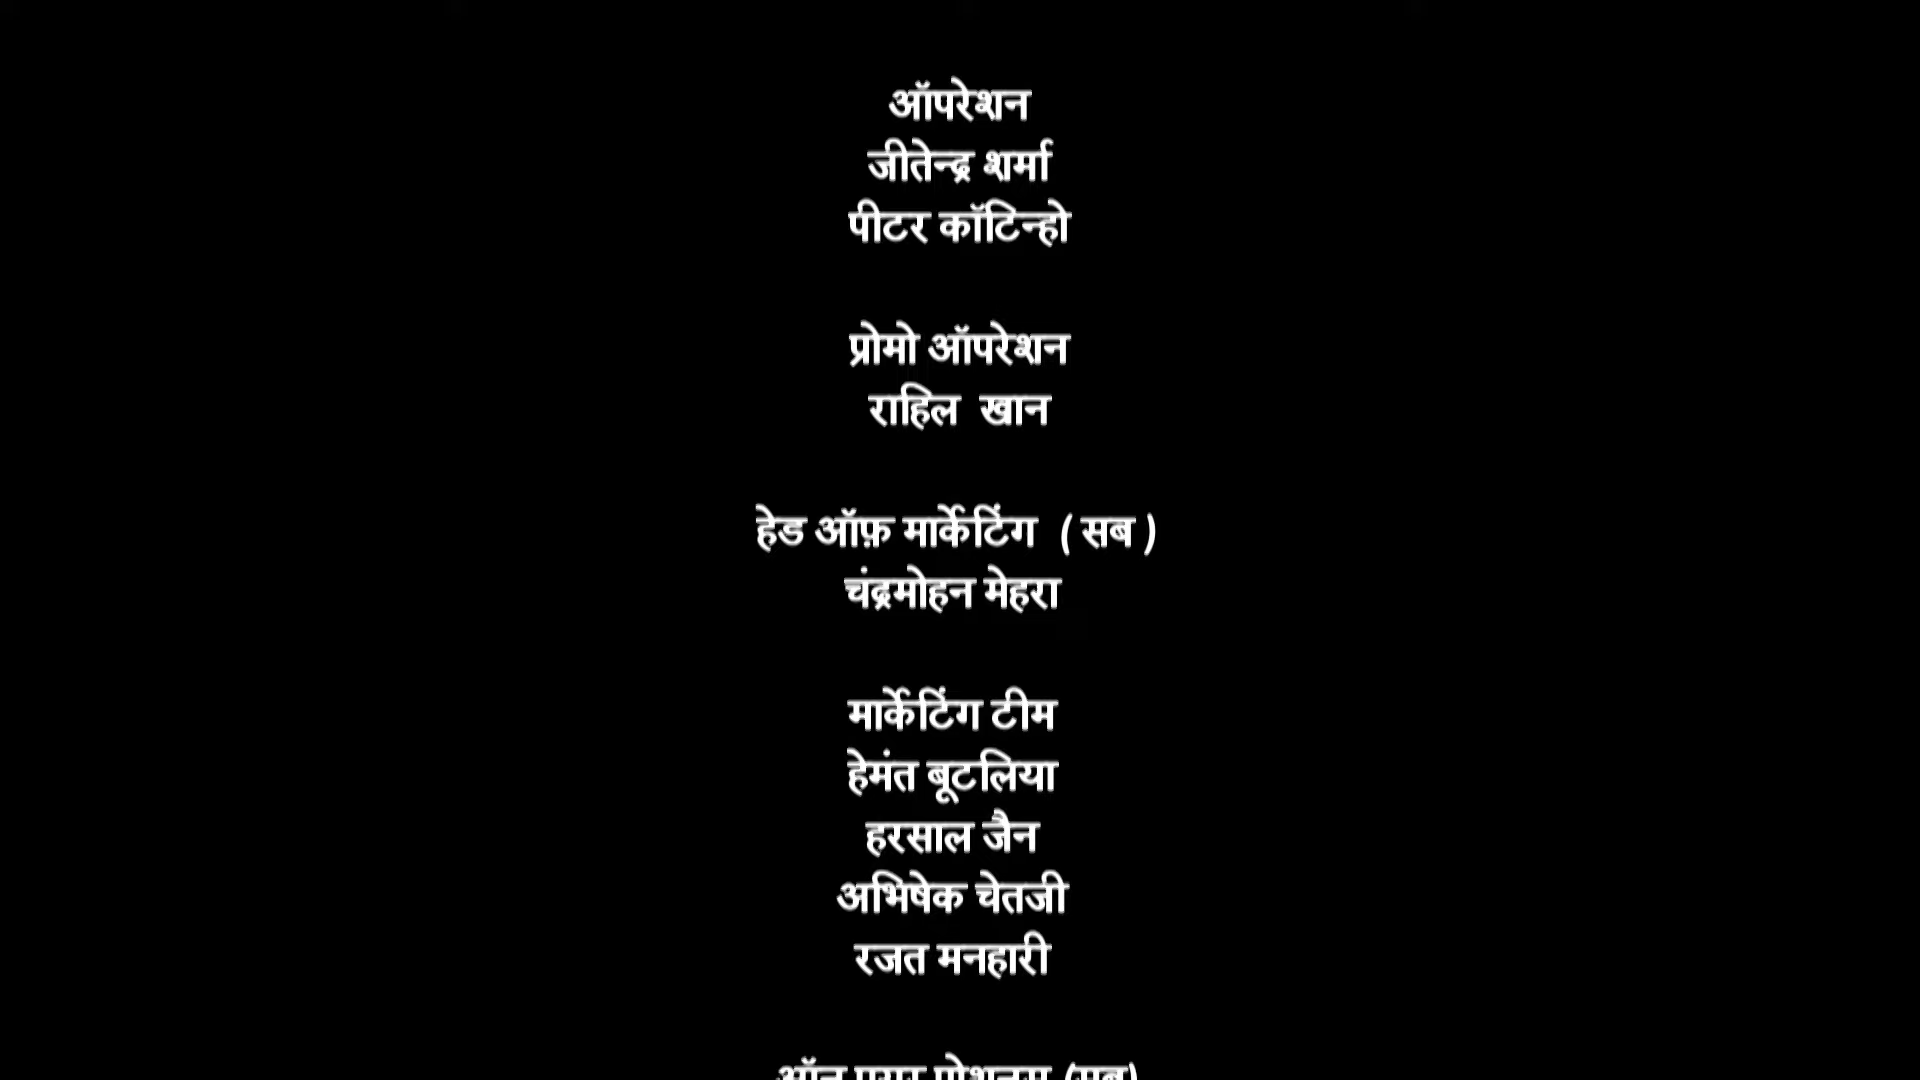 ऑपरेशन
जीतेन्द्र शर्मा
पीटर कॉटिन्हो
प्रोमो ऑपरेशन
राहिल खान
हेड ऑफ़ मार्केटिंग ( सब )
चंद्रमोहन मेहरा
मार्केटिंग टीम
हेमंत बूटलिया
हरसाल जैन
अभिषेक चेतजी
रजत मनहारी